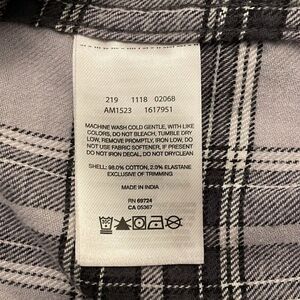 219 1118 02068
AM1523 1617951
MACHINE WASH COLD GENTLE, WITH LIKE
COLORS, DO NOT BLEACH, TUMBLE DRY
LOW, REMOVE PROMPTLY, IRON LOW, DO NOT
USE FABRIC SOFTENER, IF PRESENT
DO NOT IRON DECAL, DO NOT DRYCLEAN
SHELL: 98.0% COTTON, 2.0% ELASTANE
EXCLUSIVE OF TRIMMING
MADE IN INDIA
RN 69724
CA 05367